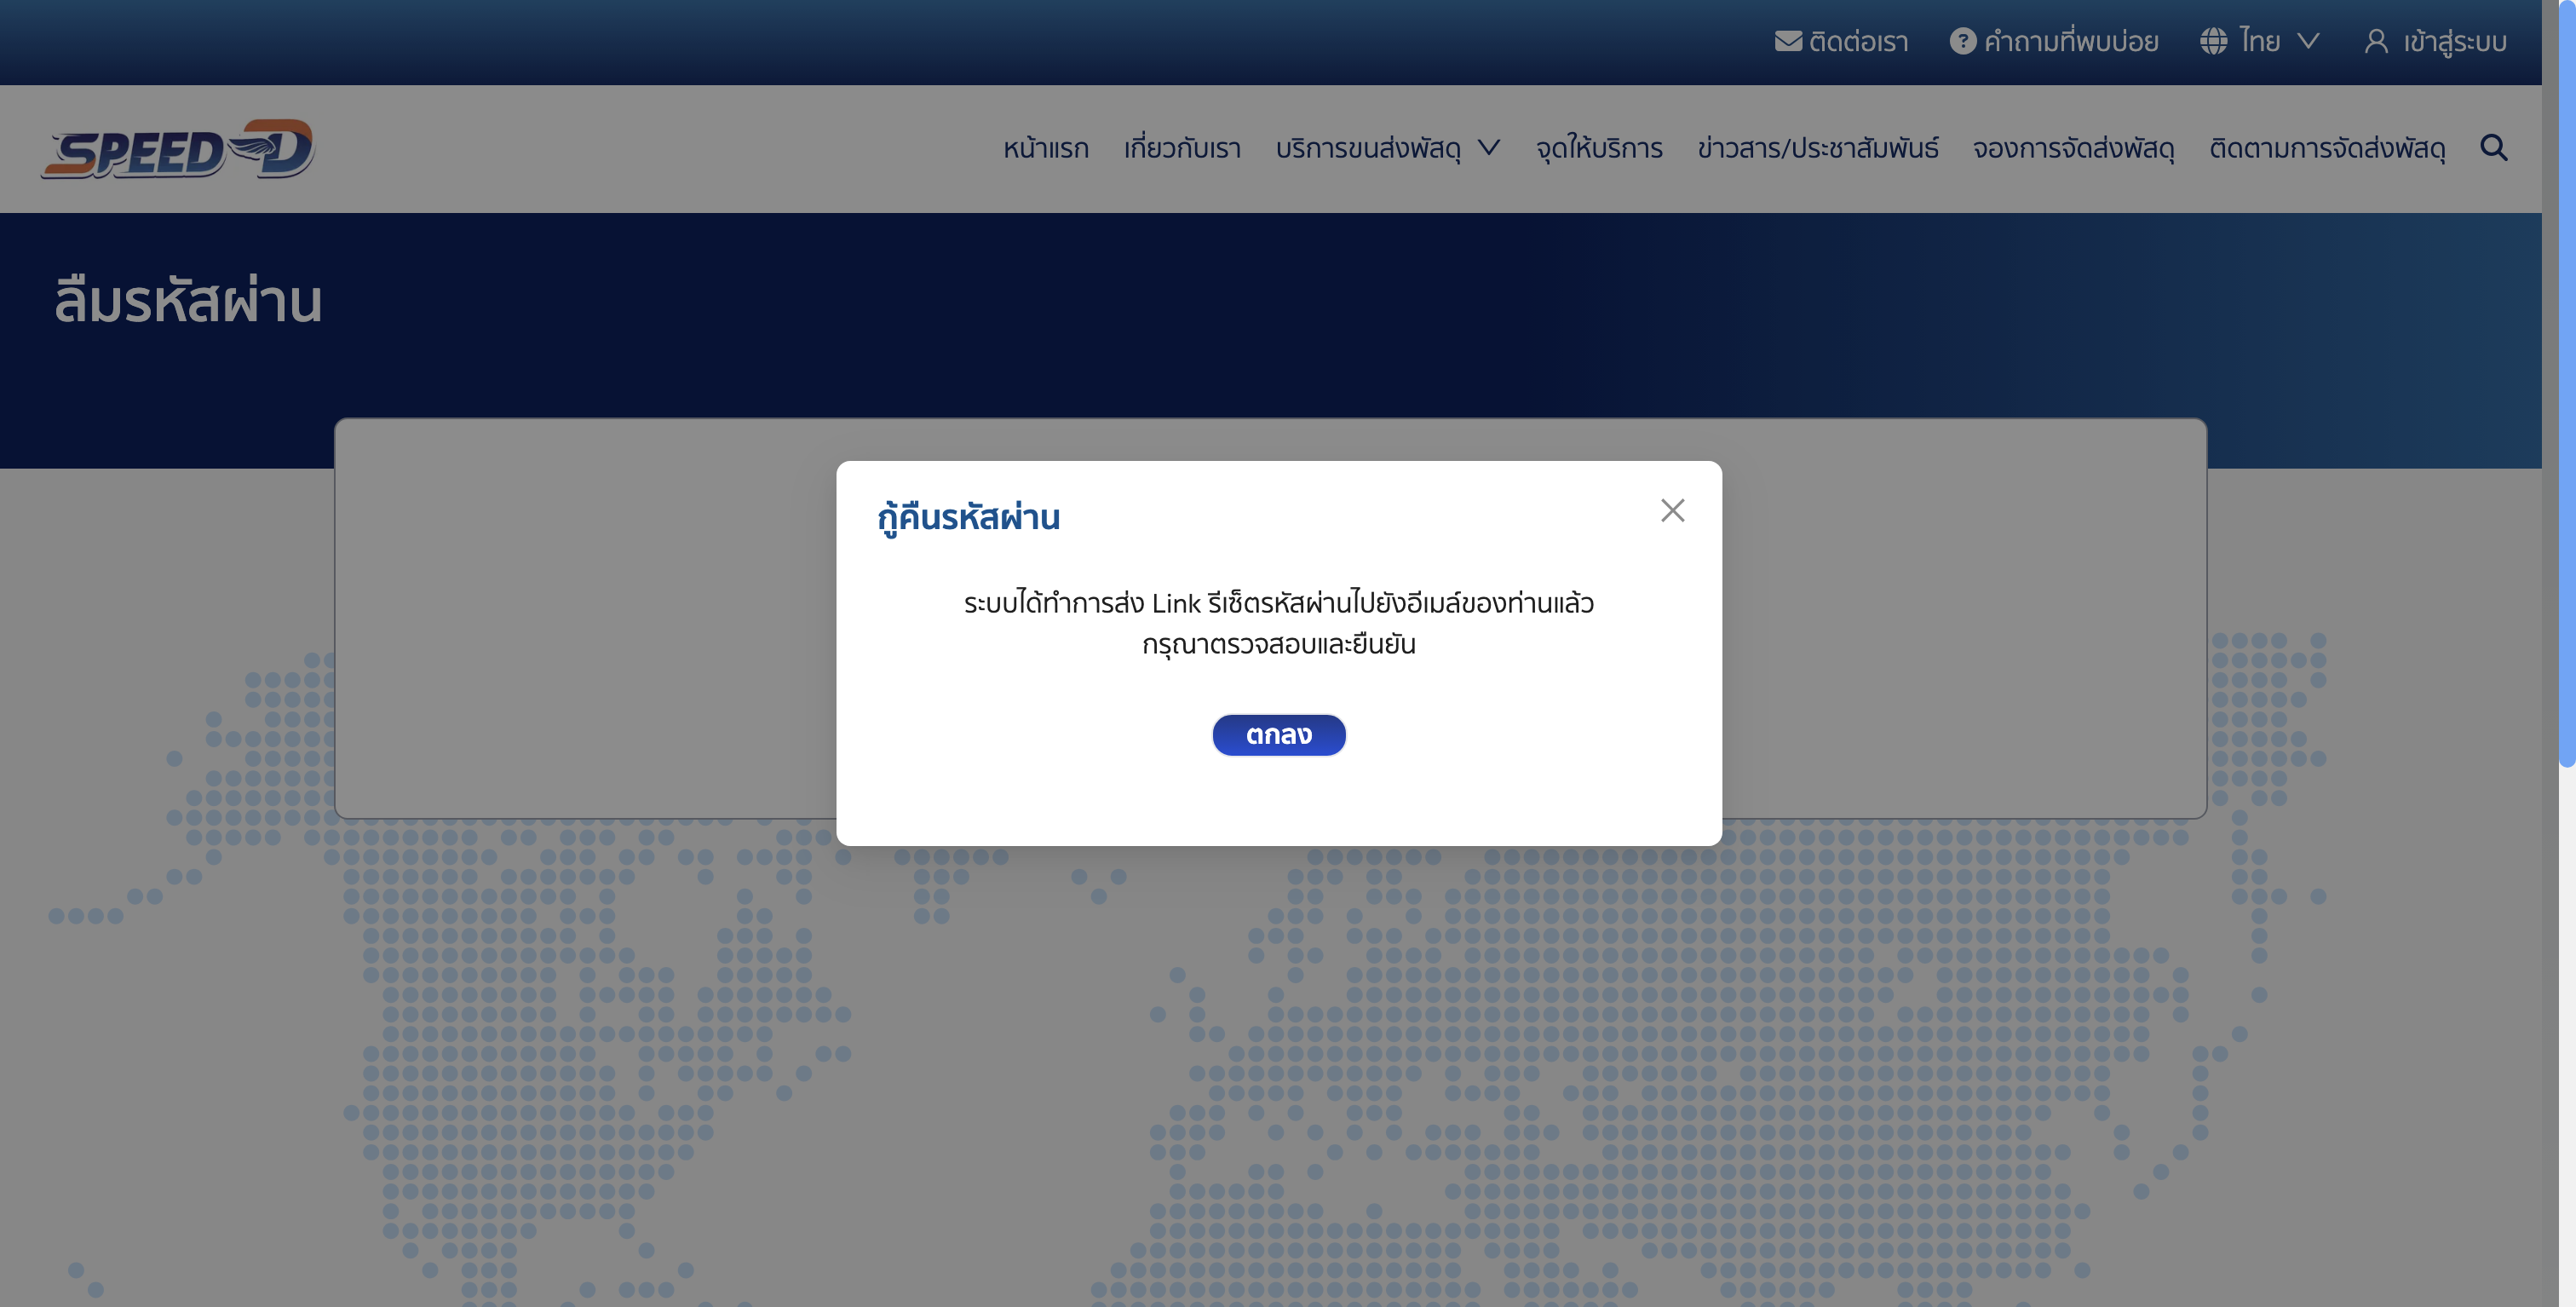 ติดต่อเรา คำถามที่พบบ่อย ไทย เข้าสู่ระบบ
SPEED-D
หน้าแรก เกี่ยวกับเรา บริการขนส่งพัสดุ จุดให้บริการ ข่าวสาร/ประชาสัมพันธ์ จองการจัดส่งพัสดุ ติดตามการจัดส่งพัสดุ
ลืมรหัสผ่าน
กู้คืนรหัสผ่าน
ระบบได้ทำการส่ง Link รีเซ็ตรหัสผ่านไปยังอีเมล์ของท่านแล้ว
กรุณาตรวจสอบและยืนยัน
ตกลง